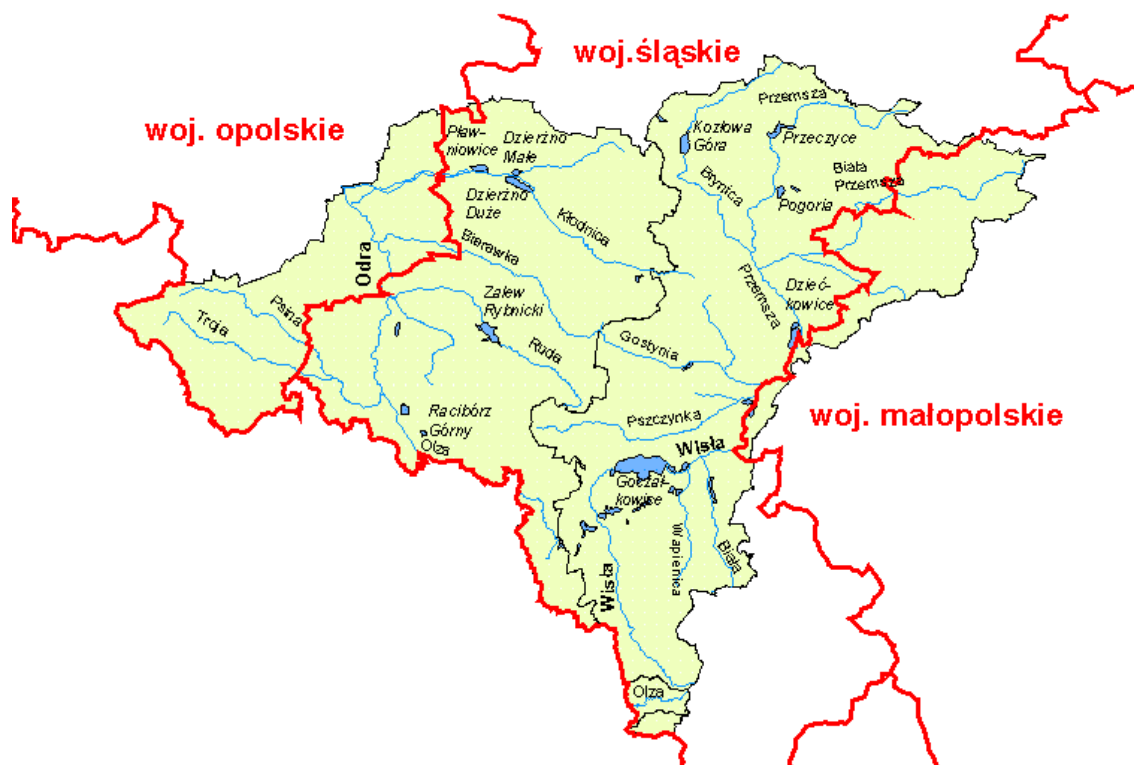 woj.śląskie
woj. opolskie
Przemsza
Pław-
niowice
Dzierżno
Małe
Kozłowa
Góra
Przeczyce
Biała
Przemsza
Brynica
Pogoria
Dzierżno
Duże
Kłodnica
Bierawka
Odra
Przemsza
Dzieć-
kowice
Zalew
Rybnicki
Psina
Troja
Ruda
Gostynia
Racibórz
Górny
Olza
Pszczynka
woj. małopolskie
Wisła
Goczał-
kowice
Wapienica
Biała
Wisła
Olza